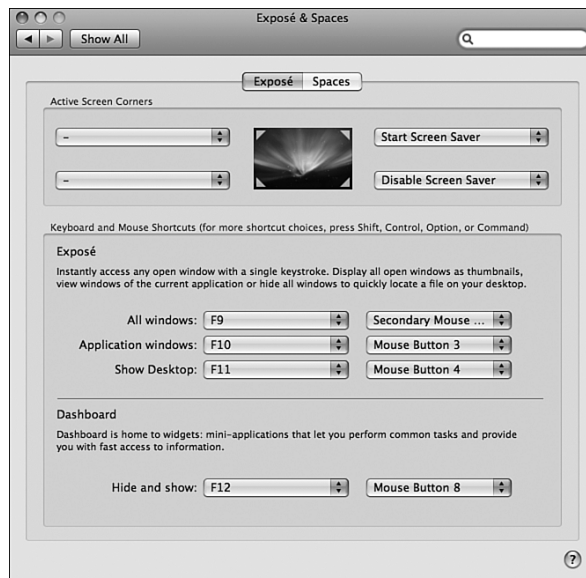 Exposé & Spaces
Show All
Exposé Spaces
Active Screen Corners
– Start Screen Saver
– Disable Screen Saver
Keyboard and Mouse Shortcuts (for more shortcut choices, press Shift, Control, Option, or Command)
Exposé
Instantly access any open window with a single keystroke. Display all open windows as thumbnails,
view windows of the current application or hide all windows to quickly locate a file on your desktop.
All windows: F9 Secondary Mouse ...
Application windows: F10 Mouse Button 3
Show Desktop: F11 Mouse Button 4
Dashboard
Dashboard is home to widgets: mini-applications that let you perform common tasks and provide
you with fast access to information.
Hide and show: F12 Mouse Button 8
?